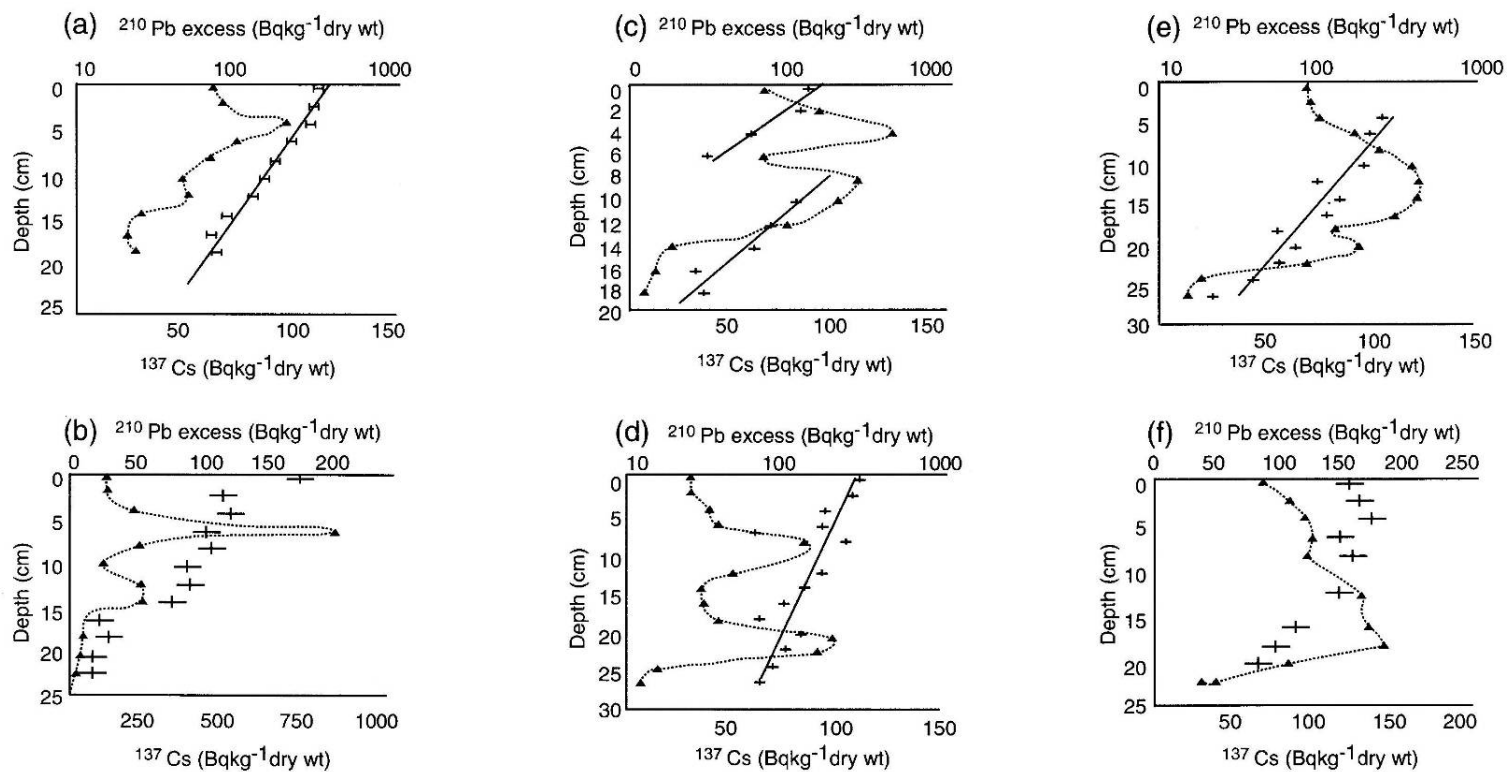 (a) ²¹⁰ Pb excess (Bqkg⁻¹dry wt)
10 100 1000
Depth (cm)
0
5
10
15
20
25
50 100 150
¹³⁷ Cs (Bqkg⁻¹dry wt)
(c) ²¹⁰ Pb excess (Bqkg⁻¹dry wt)
0 100 1000
Depth (cm)
0
2
4
6
8
10
12
14
16
18
20
50 100 150
¹³⁷ Cs (Bqkg⁻¹dry wt)
(e) ²¹⁰ Pb excess (Bqkg⁻¹dry wt)
10 100 1000
Depth (cm)
0
5
10
15
20
25
30
50 100 150
¹³⁷ Cs (Bqkg⁻¹dry wt)
(b) ²¹⁰ Pb excess (Bqkg⁻¹dry wt)
0 50 100 150 200
Depth (cm)
0
5
10
15
20
25
250 500 750 1000
¹³⁷ Cs (Bqkg⁻¹dry wt)
(d) ²¹⁰ Pb excess (Bqkg⁻¹dry wt)
10 100 1000
Depth (cm)
0
5
10
15
20
25
30
50 100 150
¹³⁷ Cs (Bqkg⁻¹dry wt)
(f) ²¹⁰ Pb excess (Bqkg⁻¹dry wt)
0 50 100 150 200 250
Depth (cm)
0
5
10
15
20
25
50 100 150 200
¹³⁷ Cs (Bqkg⁻¹dry wt)